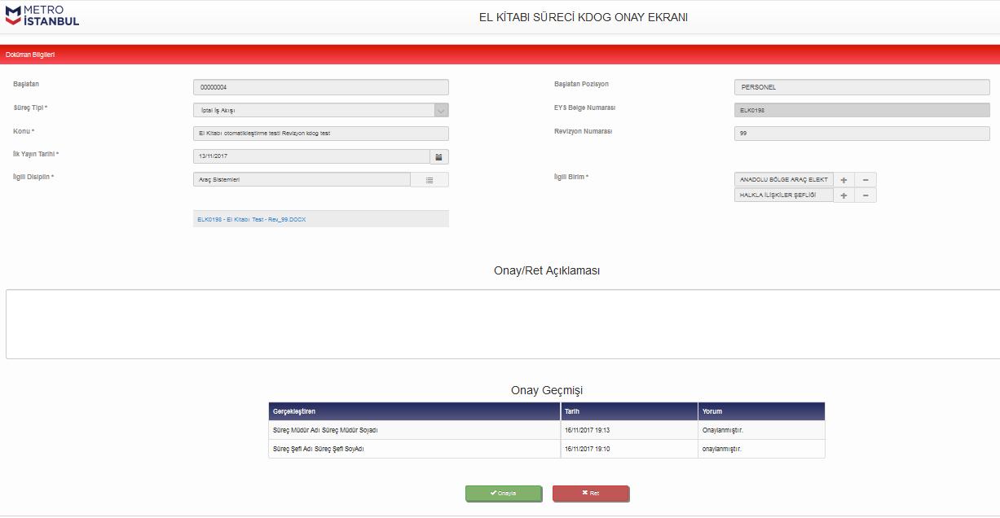 METRO
İSTANBUL
EL KİTABI SÜRECİ KDOG ONAY EKRANI
Doküman Bilgileri
Başlatan
00000004
Başlatan Pozisyon
PERSONEL
Süreç Tipi *
İptal İş Akışı
EYS Belge Numarası
ELK0198
Konu *
El Kitabı otomatikleştirme testi Revizyon kdog test
Revizyon Numarası
99
İlk Yayın Tarihi *
13/11/2017
İlgili Disiplin *
Araç Sistemleri
İlgili Birim *
ANADOLU BÖLGE ARAÇ ELEKT
HALKLA İLİŞKİLER ŞEFLİĞİ
ELK0198 - El Kitabı Test - Rev_99.DOCX
Onay/Ret Açıklaması
Onay Geçmişi
Gerçekleştiren Tarih Yorum
Süreç Müdür Adı Süreç Müdür Soyadı 16/11/2017 19:13 Onaylanmıştır.
Süreç Şefi Adı Süreç Şefi SoyAdı 16/11/2017 19:10 onaylanmıştır.
Onayla
Ret